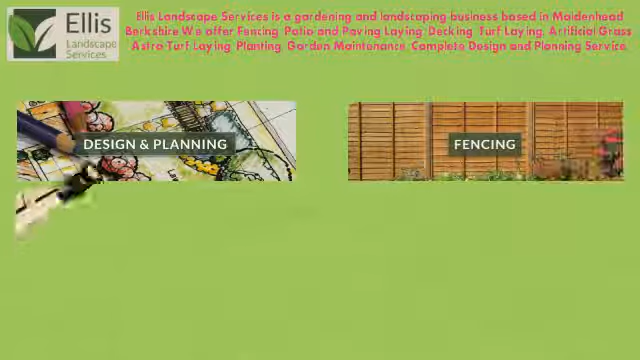 Ellis
Landscape
Services
Ellis Landscape Services is a gardening and landscaping business based in Maidenhead
Berkshire We offer Fencing Patio and Paving Laying Decking Turf Laying Artificial Grass
Astro Turf Laying Planting Garden Maintenance Complete Design and Planning Service
DESIGN & PLANNING
FENCING